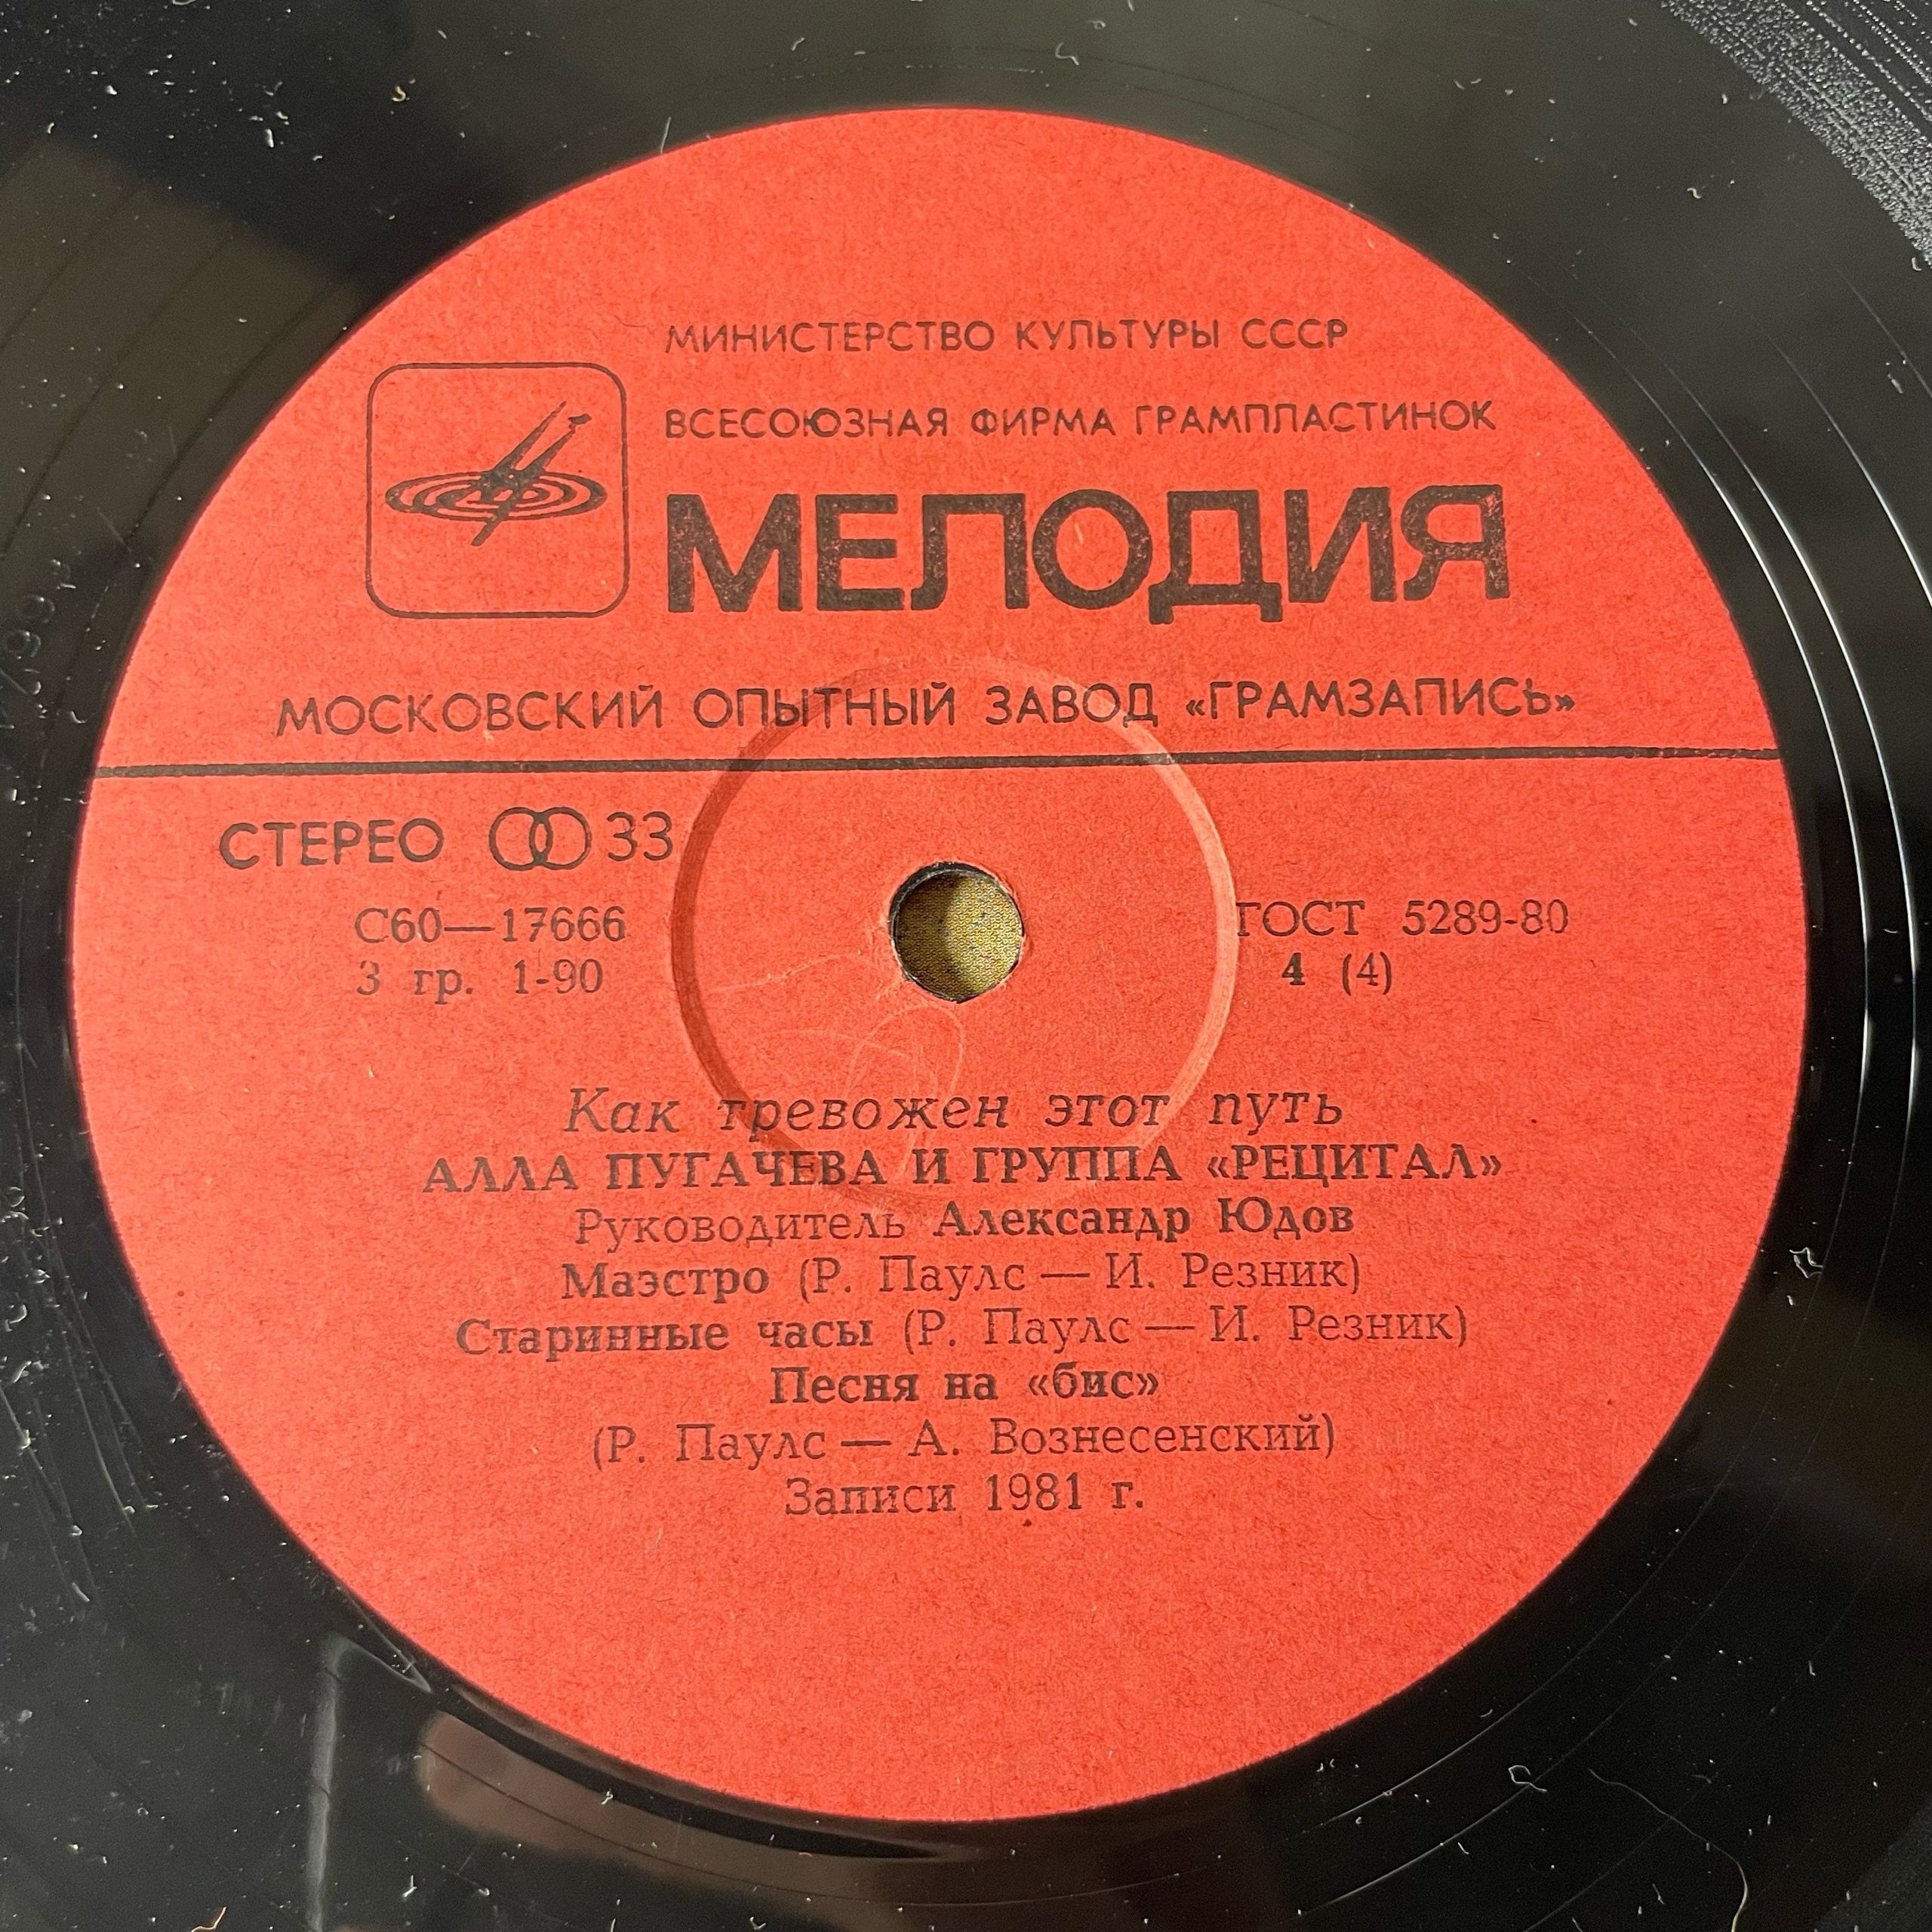 МИНИСТЕРСТВО КУЛЬТУРЫ СССР
ВСЕСОЮЗНАЯ ФИРМА ГРАМПЛАСТИНОК
МЕЛОДИЯ
МОСКОВСКИЙ ОПЫТНЫЙ ЗАВОД «ГРАМЗАПИСЬ»
СТЕРЕО 33
С60—17666
3 гр. 1-90
ГОСТ 5289-80
4 (4)
Как тревожен этот путь
АЛЛА ПУГАЧЕВА И ГРУППА «РЕЦИТАЛ»
Руководитель Александр Юдов
Маэстро (Р. Паулс — И. Резник)
Старинные часы (Р. Паулс — И. Резник)
Песня на «бис»
(Р. Паулс — А. Вознесенский)
Записи 1981 г.